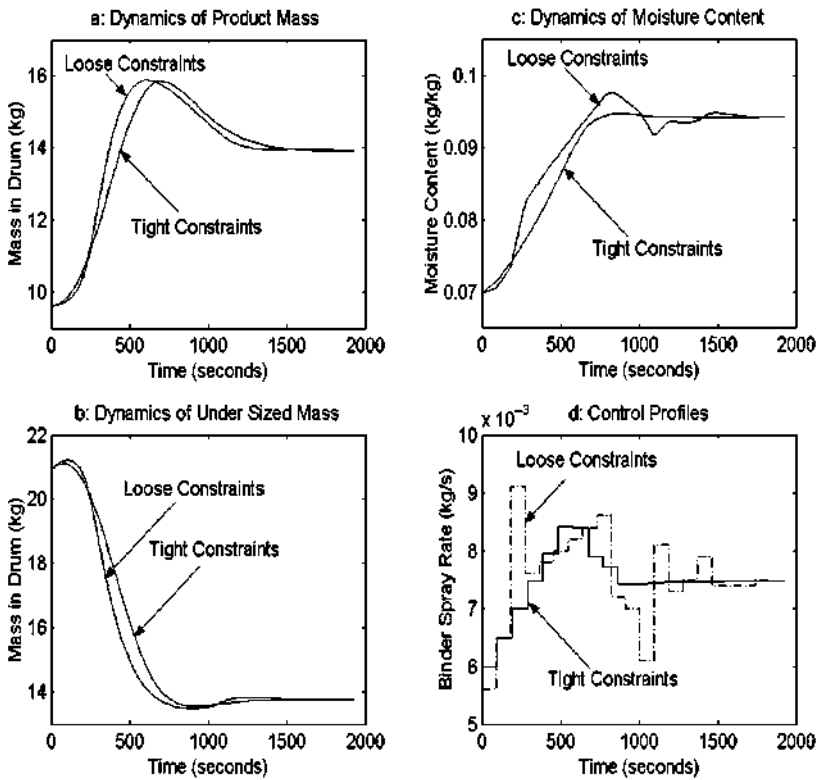 a: Dynamics of Product Mass
18
16
14
12
10
Mass in Drum (kg)
Loose Constraints
Tight Constraints
0
500
1000
1500
2000
Time (seconds)
c: Dynamics of Moisture Content
0.1
0.09
0.08
0.07
Moisture Content (kg/kg)
Loose Constraints
Tight Constraints
0
500
1000
1500
2000
Time (seconds)
b: Dynamics of Under Sized Mass
22
20
18
16
14
Mass in Drum (kg)
Loose Constraints
Tight Constraints
0
500
1000
1500
2000
Time (seconds)
d: Control Profiles
x 10⁻³
10
9
8
7
6
5
Binder Spray Rate (kg/s)
Loose Constraints
Tight Constraints
0
500
1000
1500
2000
Time (seconds)